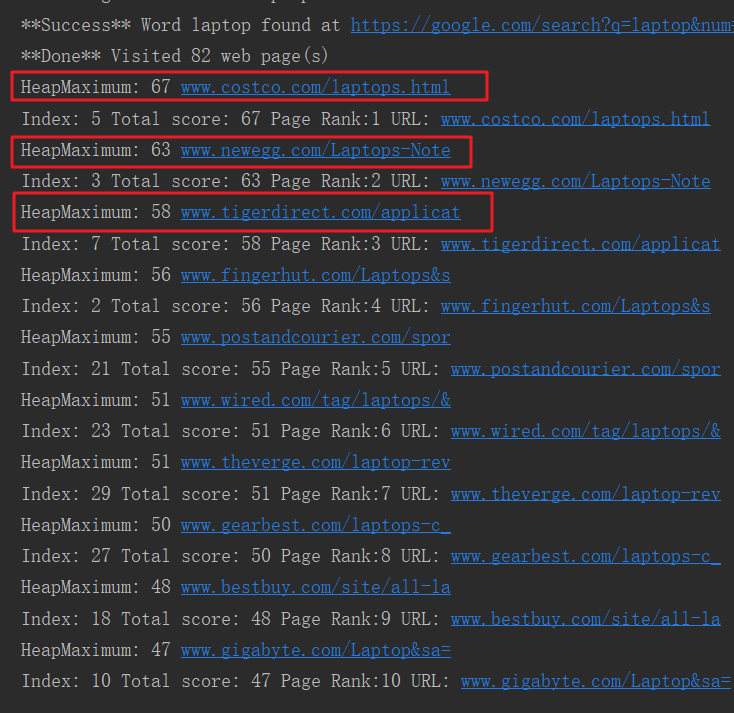 **Success** Word laptop found at https://google.com/search?q=laptop&num=
**Done** Visited 82 web page(s)
HeapMaximum: 67 www.costco.com/laptops.html
Index: 5 Total score: 67 Page Rank:1 URL: www.costco.com/laptops.html
HeapMaximum: 63 www.newegg.com/Laptops-Note
Index: 3 Total score: 63 Page Rank:2 URL: www.newegg.com/Laptops-Note
HeapMaximum: 58 www.tigerdirect.com/applicat
Index: 7 Total score: 58 Page Rank:3 URL: www.tigerdirect.com/applicat
HeapMaximum: 56 www.fingerhut.com/Laptops&s
Index: 2 Total score: 56 Page Rank:4 URL: www.fingerhut.com/Laptops&s
HeapMaximum: 55 www.postandcourier.com/spor
Index: 21 Total score: 55 Page Rank:5 URL: www.postandcourier.com/spor
HeapMaximum: 51 www.wired.com/tag/laptops/&
Index: 23 Total score: 51 Page Rank:6 URL: www.wired.com/tag/laptops/&
HeapMaximum: 51 www.theverge.com/laptop-rev
Index: 29 Total score: 51 Page Rank:7 URL: www.theverge.com/laptop-rev
HeapMaximum: 50 www.gearbest.com/laptops-c_
Index: 27 Total score: 50 Page Rank:8 URL: www.gearbest.com/laptops-c_
HeapMaximum: 48 www.bestbuy.com/site/all-la
Index: 18 Total score: 48 Page Rank:9 URL: www.bestbuy.com/site/all-la
HeapMaximum: 47 www.gigabyte.com/Laptop&sa=
Index: 10 Total score: 47 Page Rank:10 URL: www.gigabyte.com/Laptop&sa=